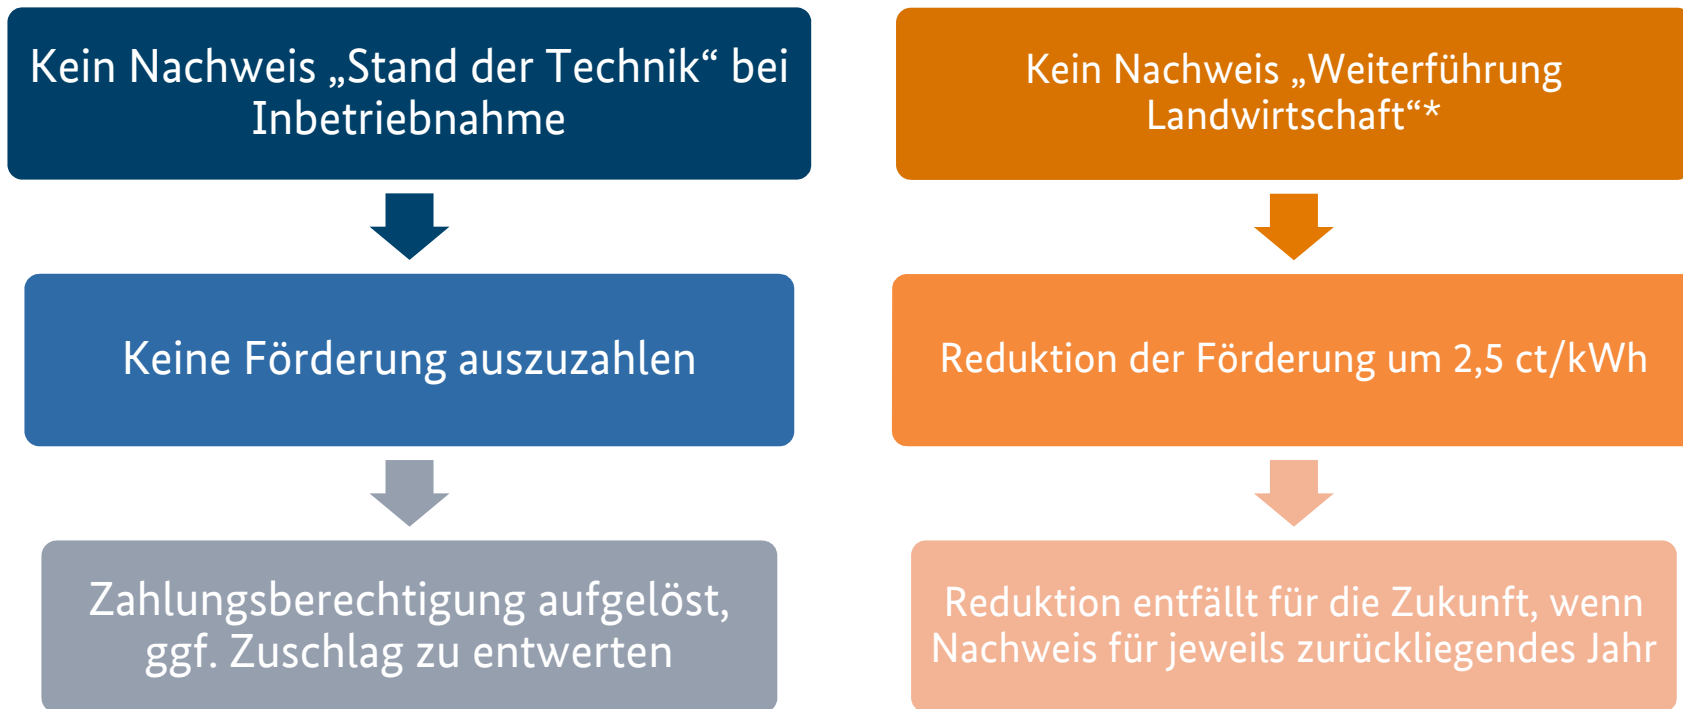 Kein Nachweis „Stand der Technik“ bei
Inbetriebnahme
Keine Förderung auszuzahlen
Zahlungsberechtigung aufgelöst,
ggf. Zuschlag zu entwerten
Kein Nachweis „Weiterführung
Landwirtschaft“*
Reduktion der Förderung um 2,5 ct/kWh
Reduktion entfällt für die Zukunft, wenn
Nachweis für jeweils zurückliegendes Jahr